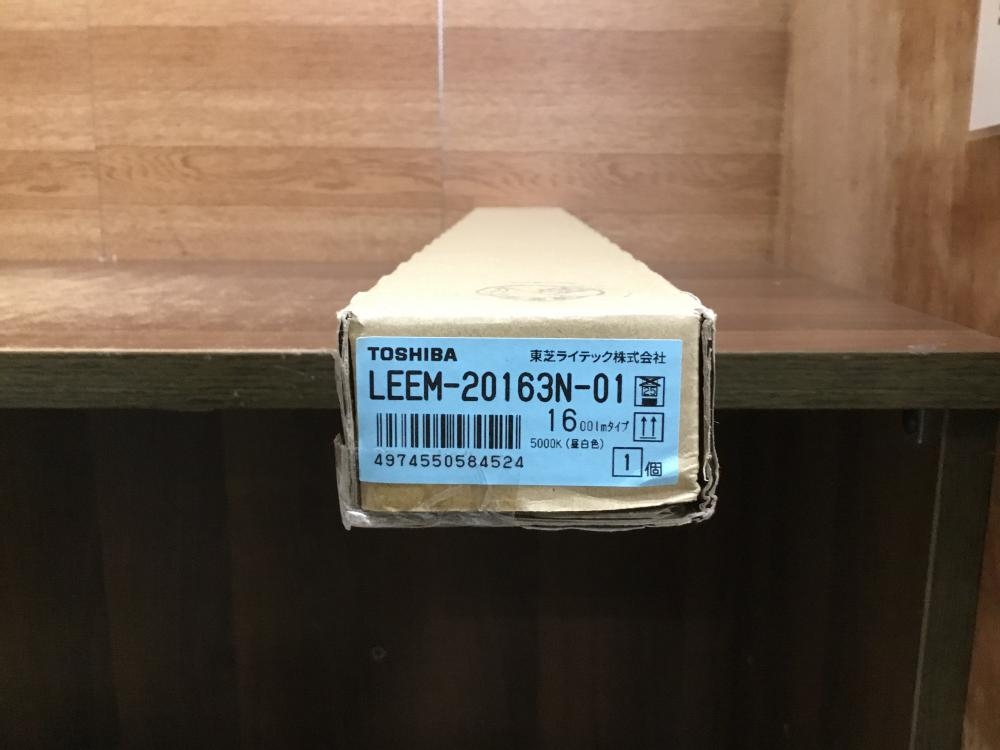 TOSHIBA 東芝ライテック株式会社
LEEM-20163N-01
1600lmタイプ
5000K(昼白色)
4974550584524
1個